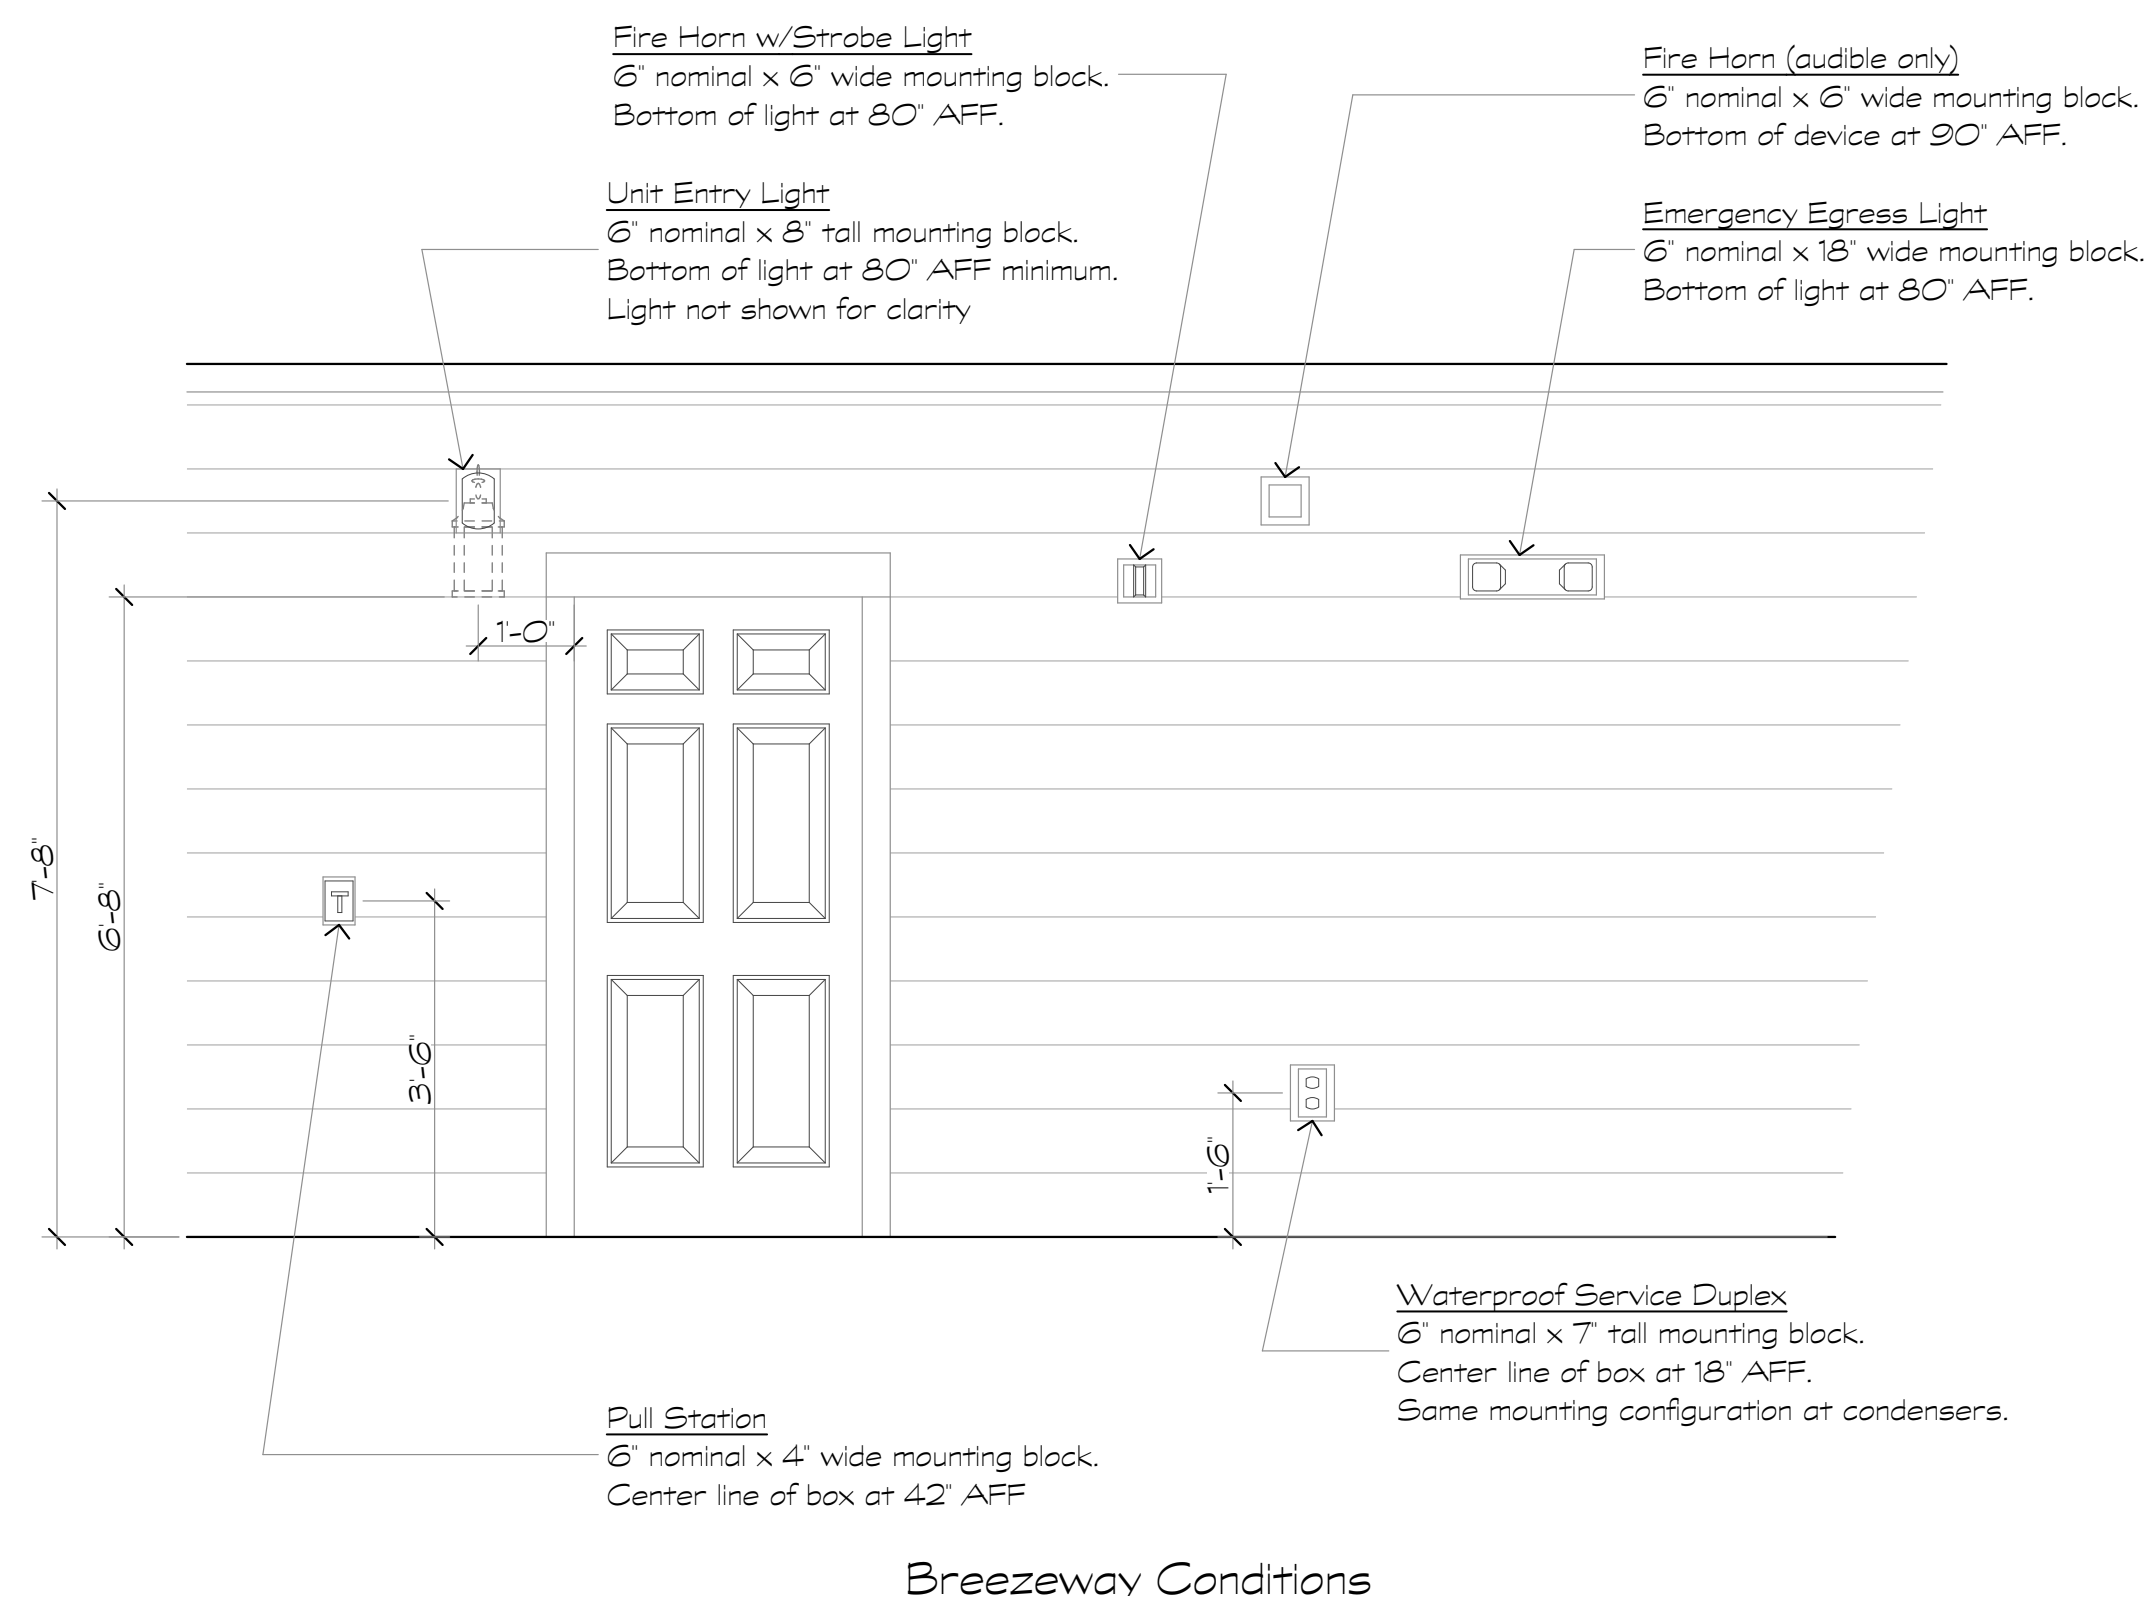 Fire Horn w/Strobe Light
6" nominal x 6" wide mounting block.
Bottom of light at 80" AFF.
Fire Horn (audible only)
6" nominal x 6" wide mounting block.
Bottom of device at 90" AFF.
Unit Entry Light
6" nominal x 8" tall mounting block.
Bottom of light at 80" AFF minimum.
Light not shown for clarity
Emergency Egress Light
6" nominal x 18" wide mounting block.
Bottom of light at 80" AFF.
1'-0"
7'-8"
6'-8"
3'-6"
1'-6"
Waterproof Service Duplex
6" nominal x 7" tall mounting block.
Center line of box at 18" AFF.
Same mounting configuration at condensers.
Pull Station
6" nominal x 4" wide mounting block.
Center line of box at 42" AFF
Breezeway Conditions